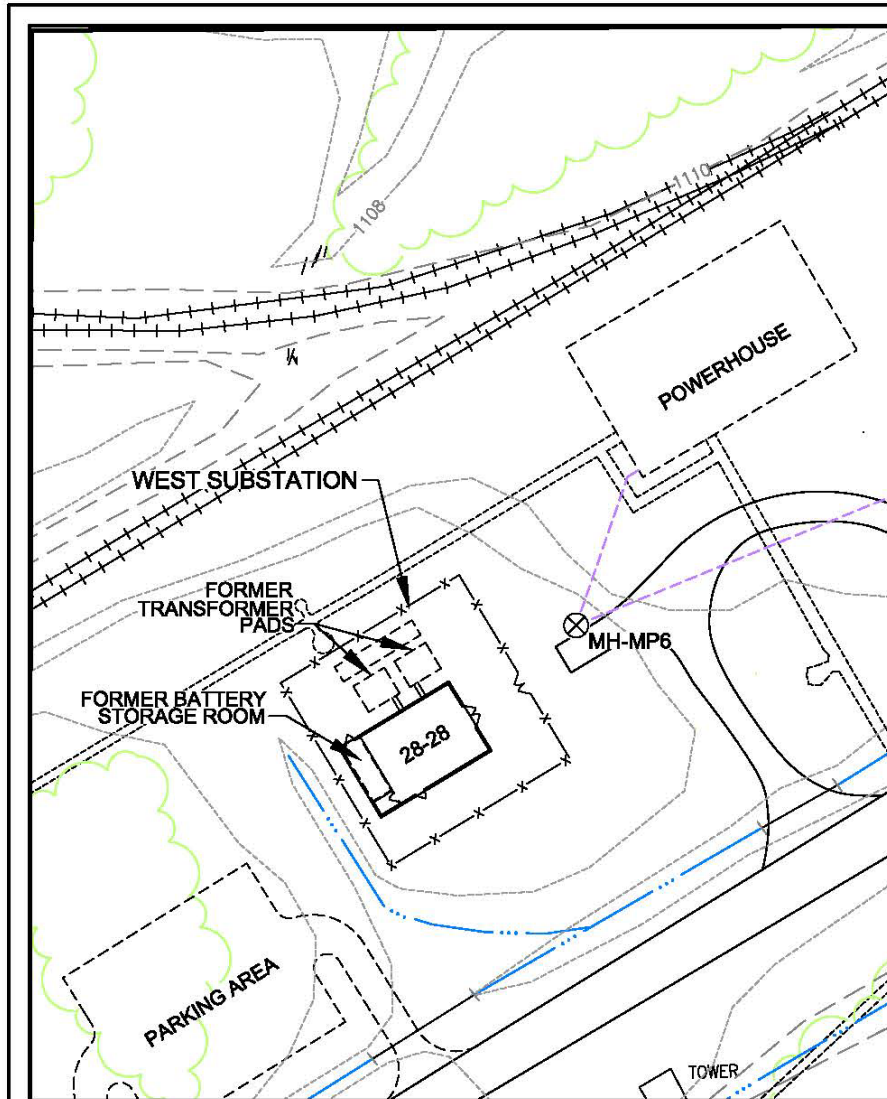 1108
1110
POWERHOUSE
WEST SUBSTATION
FORMER
TRANSFORMER
PADS
MH-MP6
FORMER BATTERY
STORAGE ROOM
28-28
PARKING AREA
TOWER